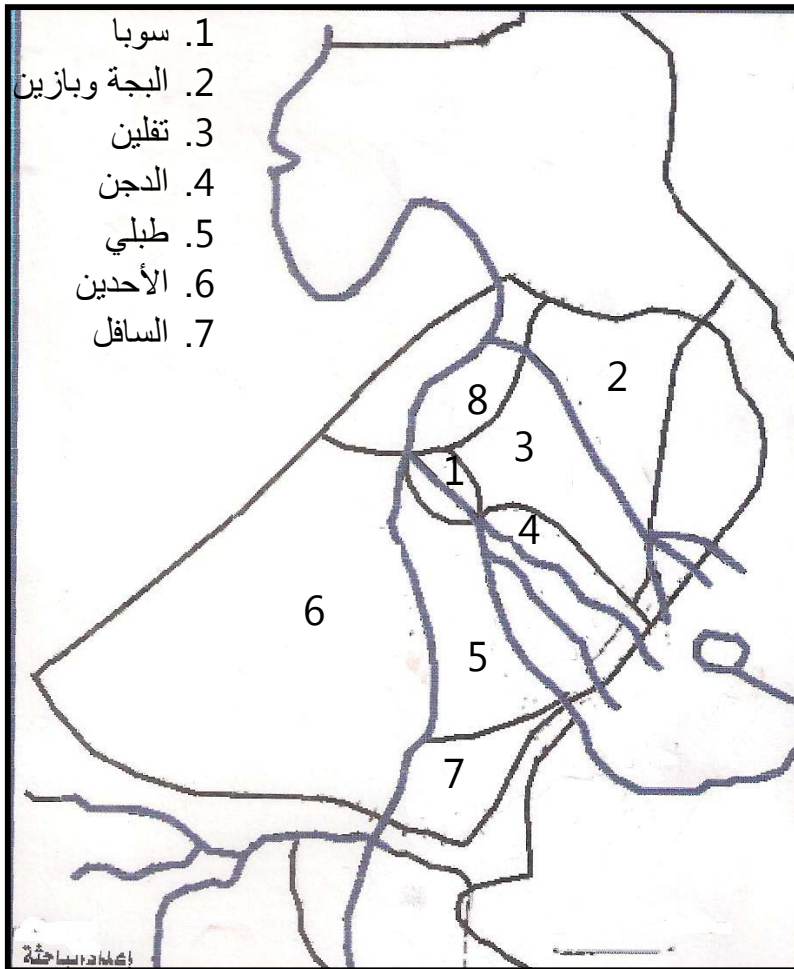 1. سوبا
2. البجة وبازين
3. تفلين
4. الدجن
5. طبلي
6. الأحدين
7. السافل
2
8
3
1
4
6
5
7